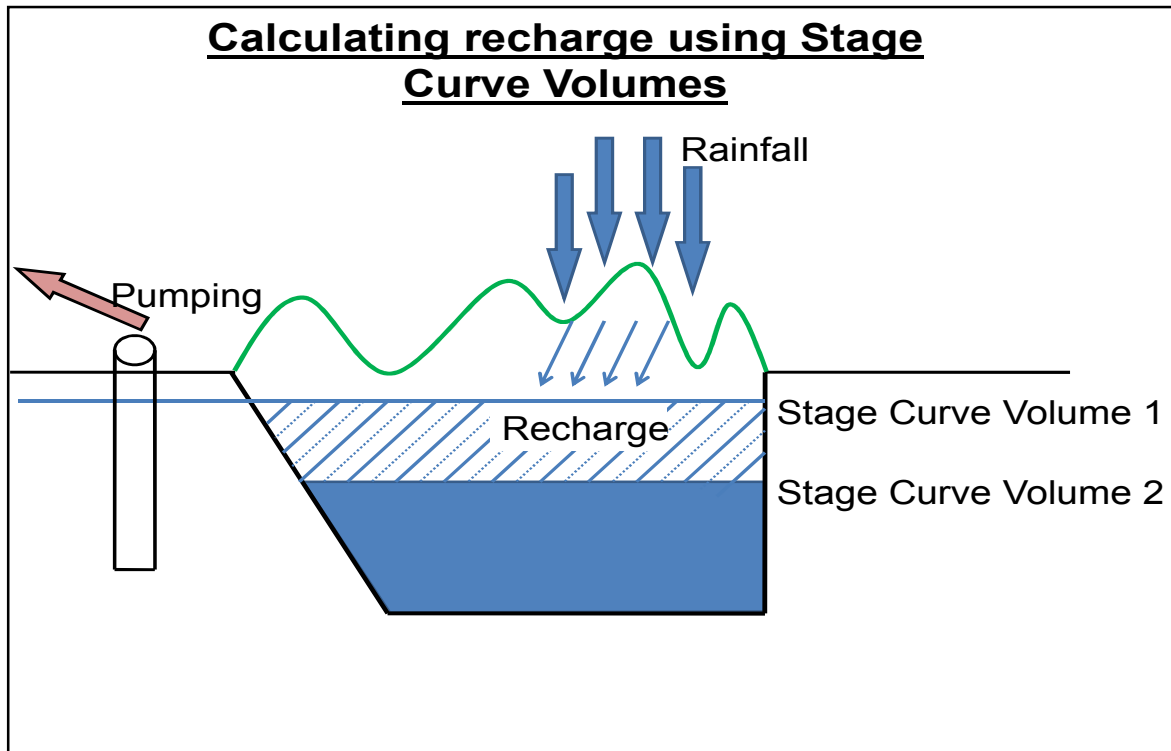 Calculating recharge using Stage
Curve Volumes
Rainfall
Pumping
Stage Curve Volume 1
Recharge
Stage Curve Volume 2